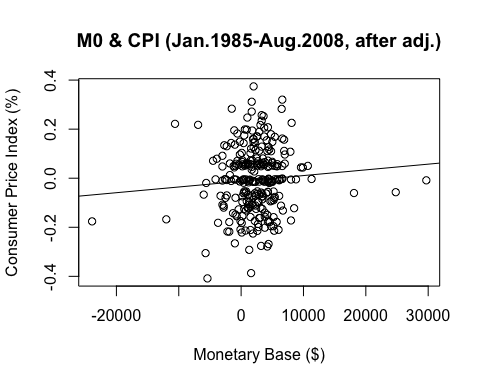 M0 & CPI (Jan.1985-Aug.2008, after adj.)
Consumer Price Index (%)
0.4
0.2
0.0
-0.2
-0.4
-20000 0 10000 20000 30000
Monetary Base ($)